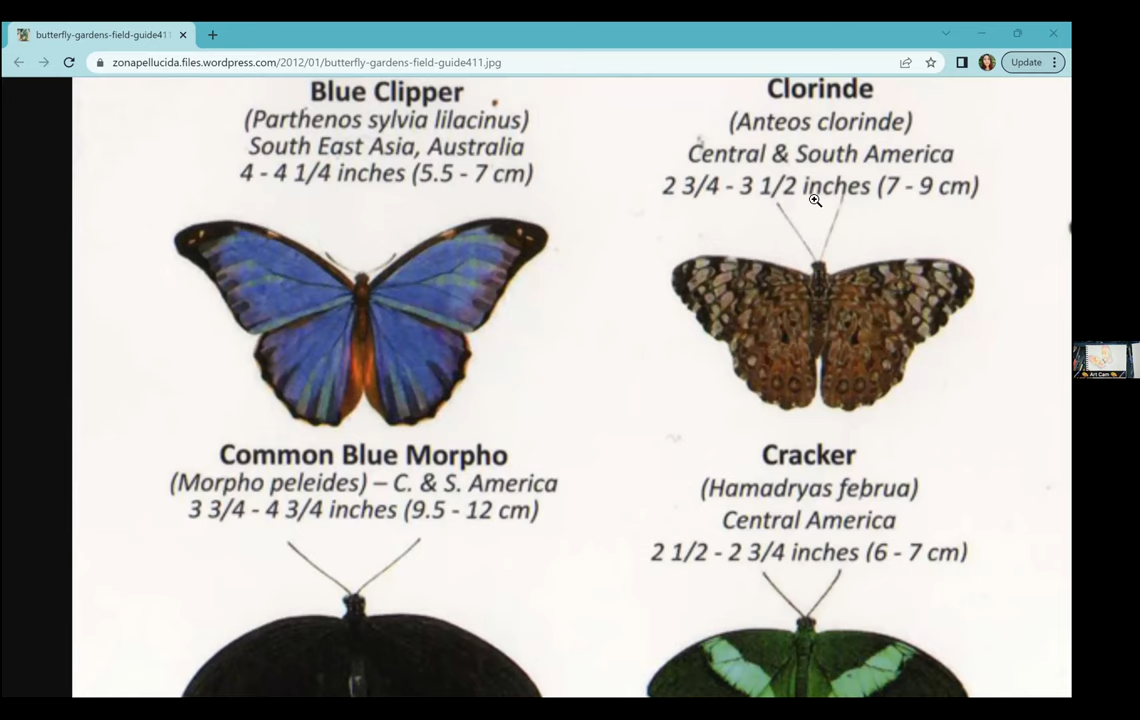 butterfly-gardens-field-guide411
zonapellucida.files.wordpress.com/2012/01/butterfly-gardens-field-guide411.jpg
Update
Blue Clipper
(Parthenos sylvia lilacinus)
South East Asia, Australia
4 - 4 1/4 inches (5.5 - 7 cm)
Clorinde
(Anteos clorinde)
Central & South America
2 3/4 - 3 1/2 inches (7 - 9 cm)
Common Blue Morpho
(Morpho peleides) – C. & S. America
3 3/4 - 4 3/4 inches (9.5 - 12 cm)
Cracker
(Hamadryas februa)
Central America
2 1/2 - 2 3/4 inches (6 - 7 cm)
Art Cam